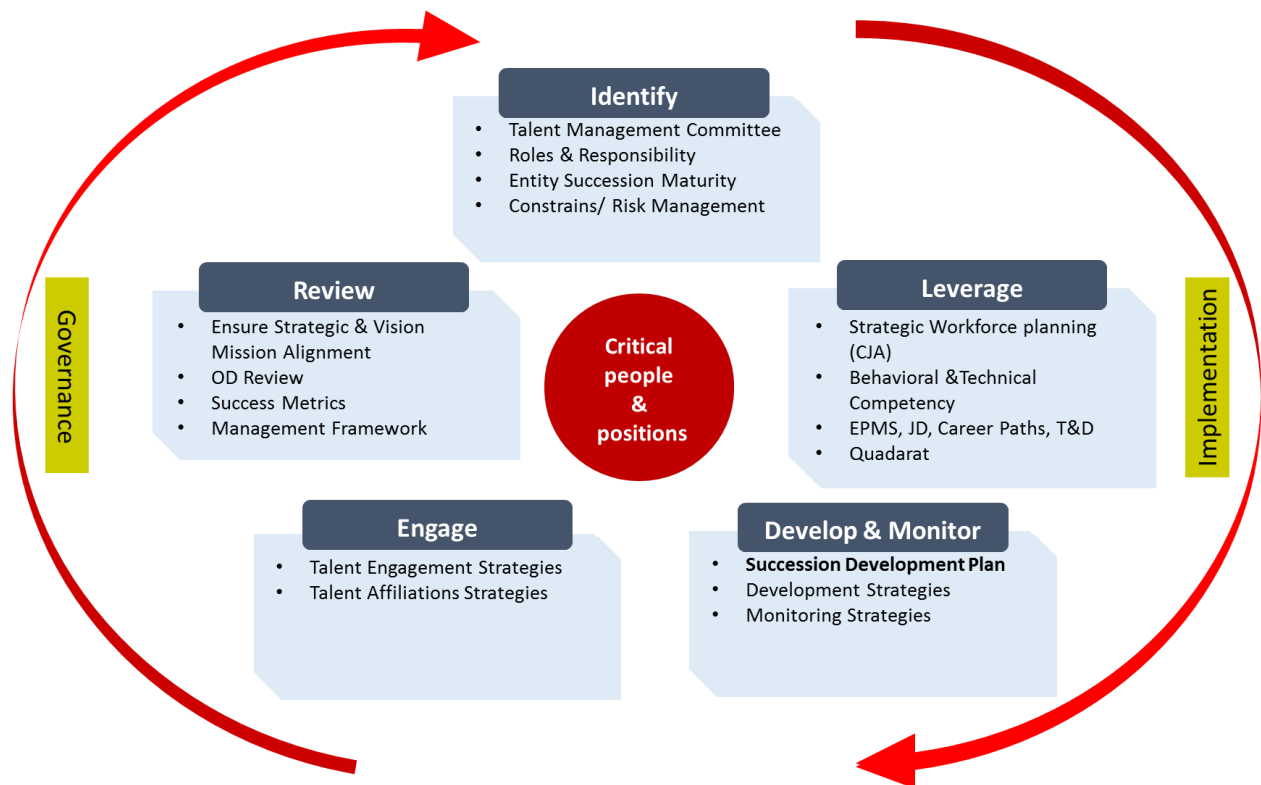 Identify
• Talent Management Committee
• Roles & Responsibility
• Entity Succession Maturity
• Constrains/ Risk Management
Governance
Review
• Ensure Strategic & Vision
Mission Alignment
• OD Review
• Success Metrics
• Management Framework
Critical
people
&
positions
Leverage
• Strategic Workforce planning
(CJA)
• Behavioral &Technical
Competency
• EPMS, JD, Career Paths, T&D
• Quadarat
Implementation
Engage
• Talent Engagement Strategies
• Talent Affiliations Strategies
Develop & Monitor
• Succession Development Plan
• Development Strategies
• Monitoring Strategies